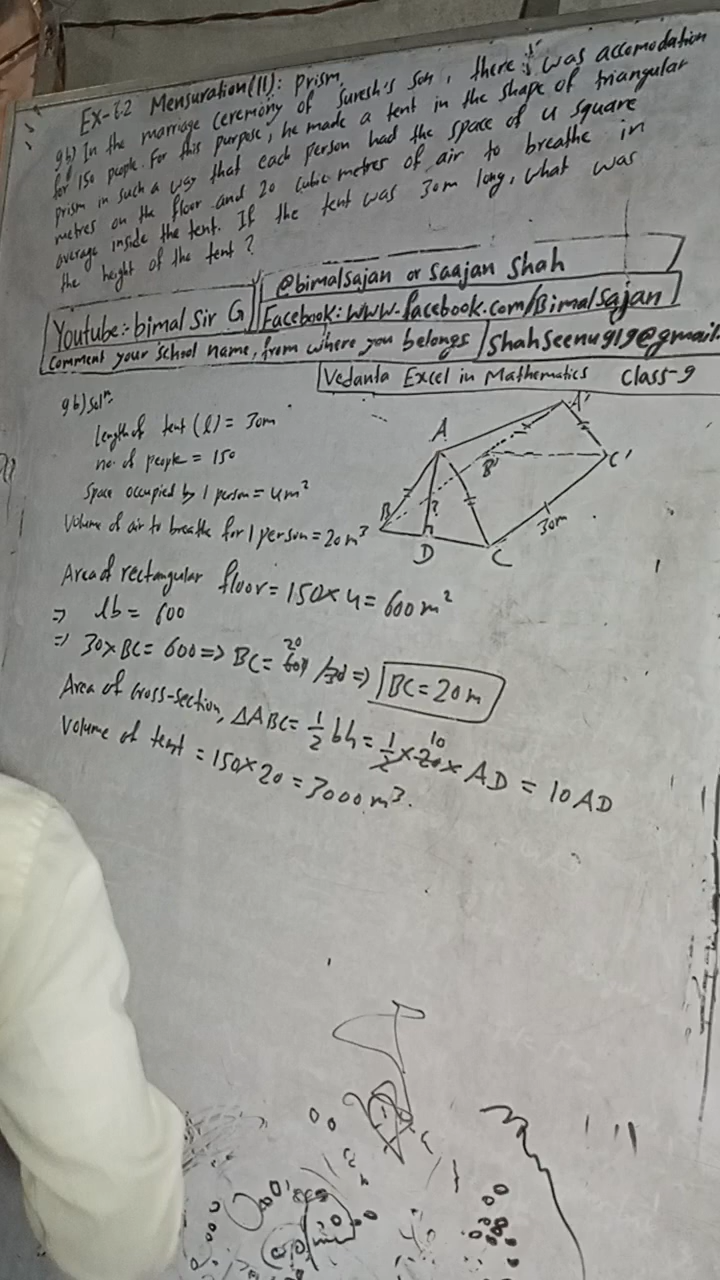 Ex-6.2 Mensuration(II): Prism
9b) In the marriage ceremony of Suresh's son, there was accomodation
for 150 people. For this purpose, he made a tent in the shape of triangular
prism in such a way that each person had the space of 4 square
metres on the floor and 20 cubic metres of air to breathe in
average inside the tent. If the tent was 30m long, what was
the height of the tent?
Youtube:- bimal Sir G
@bimalsajan or Saajan Shah
Facebook: www.facebook.com/Bimalsajan
Comment your school name, from where you belongs
shahseenu919@gmail.
Vedanta Excel in Mathematics Class-9
9b) Solⁿ:
Length of tent (l) = 30m
no. of people = 150
Space occupied by 1 person = 4m²
Volume of air to breathe for 1 person = 20m³
A A'
B B' ?
D C C'
30m
Area of rectangular floor = 150×4 = 600m²
⇒ lb = 600
⇒ 30×BC = 600 ⇒ BC = 600/30 ⇒ BC = 20m
20
Area of cross-section, ΔABC = 1/2 bh = 1/2 × 20 × AD = 10AD
10
Volume of tent = 150×20 = 3000m³.